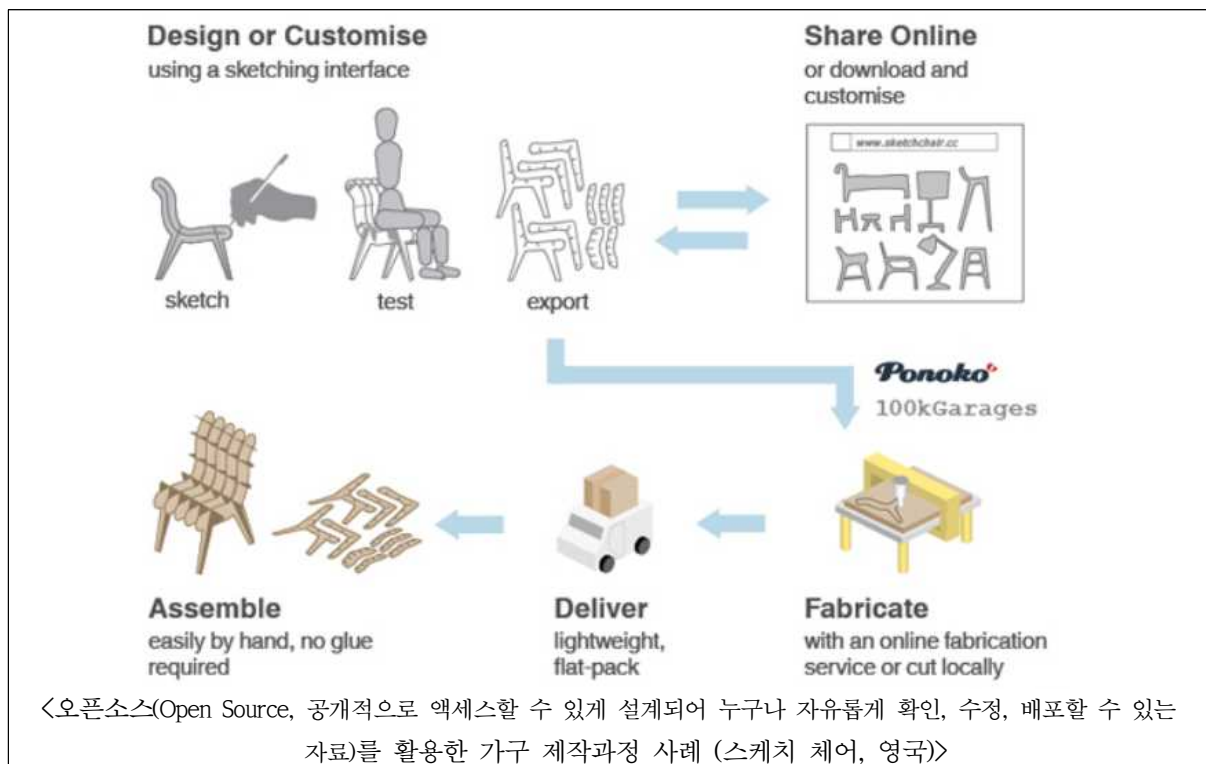 Design or Customise
using a sketching interface
Share Online
or download and
customise
www.sketchchair.cc
sketch
test
export
Ponoko
100kGarages
Assemble
easily by hand, no glue
required
Deliver
lightweight,
flat-pack
Fabricate
with an online fabrication
service or cut locally
<오픈소스(Open Source, 공개적으로 액세스할 수 있게 설계되어 누구나 자유롭게 확인, 수정, 배포할 수 있는
자료)를 활용한 가구 제작과정 사례 (스케치 체어, 영국)>